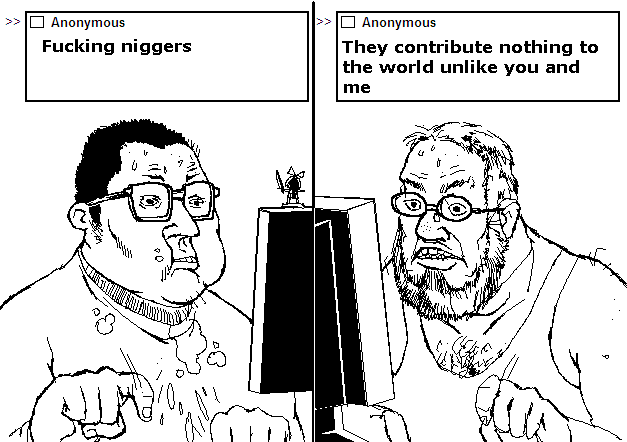 >> Anonymous
Fucking niggers
>> Anonymous
They contribute nothing to
the world unlike you and
me